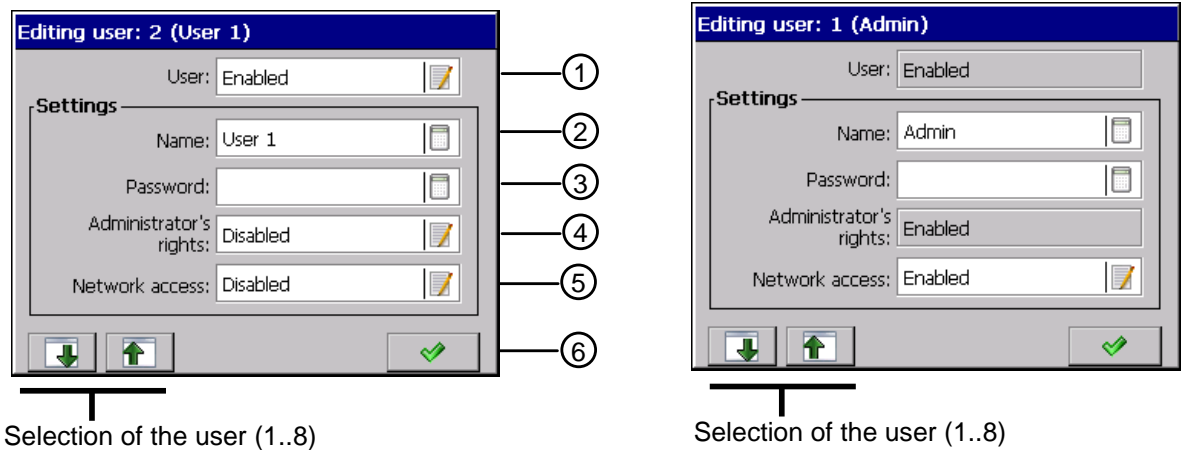 Editing user: 2 (User 1)
User: Enabled
1
Settings
Name: User 1
2
Password:
3
Administrator's
rights: Disabled
4
Network access: Disabled
5
6
Selection of the user (1..8)
Editing user: 1 (Admin)
User: Enabled
Settings
Name: Admin
Password:
Administrator's
rights: Enabled
Network access: Enabled
Selection of the user (1..8)